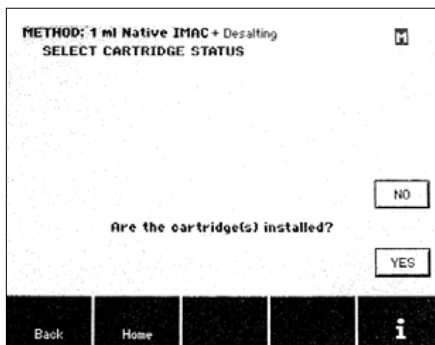 METHOD: 1 ml Native IMAC + Desalting
M
SELECT CARTRIDGE STATUS
NO
Are the cartridge(s) installed?
YES
Back Home i